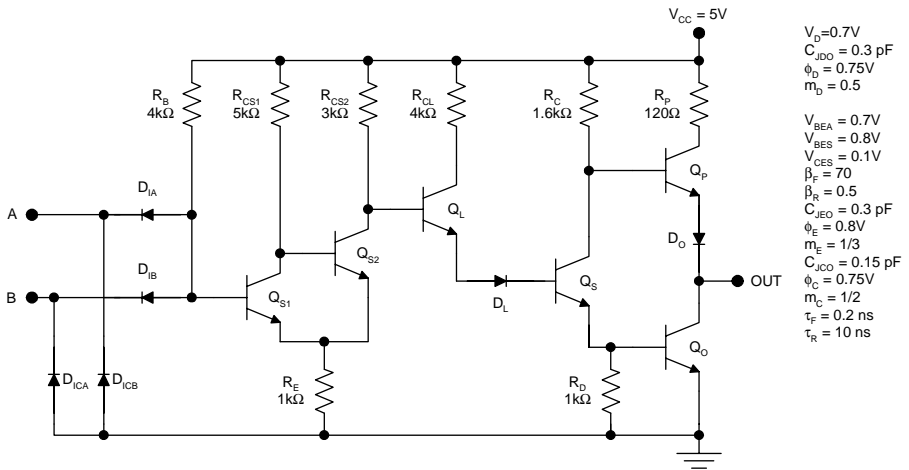 V_CC = 5V
R_B
4kΩ
R_CS1
5kΩ
R_CS2
3kΩ
R_CL
4kΩ
R_C
1.6kΩ
R_P
120Ω
D_IA
A
D_IB
B
Q_S1
Q_S2
Q_L
D_L
Q_S
Q_P
D_O
OUT
Q_O
D_ICA
D_ICB
R_E
1kΩ
R_D
1kΩ
V_D=0.7V
C_JDO = 0.3 pF
ϕ_D = 0.75V
m_D = 0.5
V_BEA = 0.7V
V_BES = 0.8V
V_CES = 0.1V
β_F = 70
β_R = 0.5
C_JEO = 0.3 pF
ϕ_E = 0.8V
m_E = 1/3
C_JCO = 0.15 pF
ϕ_C = 0.75V
m_C = 1/2
τ_F = 0.2 ns
τ_R = 10 ns